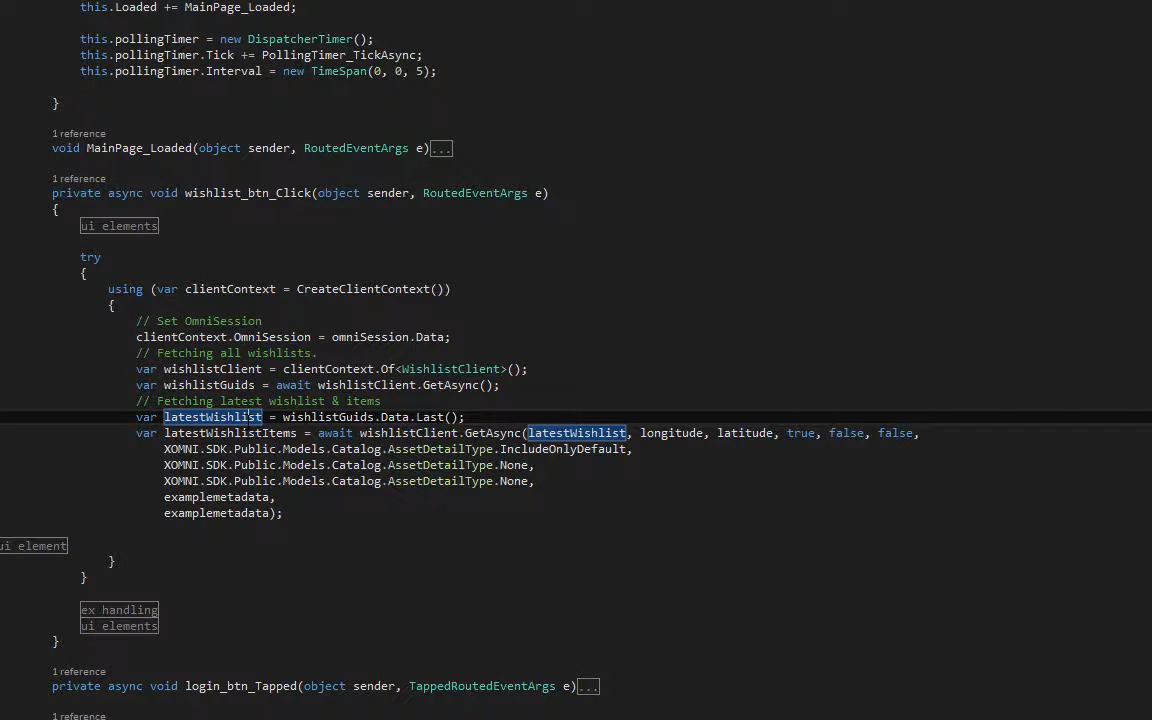 this.Loaded += MainPage_Loaded;
this.pollingTimer = new DispatcherTimer();
this.pollingTimer.Tick += PollingTimer_TickAsync;
this.pollingTimer.Interval = new TimeSpan(0, 0, 5);
}
1 reference
void MainPage_Loaded(object sender, RoutedEventArgs e)...
1 reference
private async void wishlist_btn_Click(object sender, RoutedEventArgs e)
{
ui elements
try
{
using (var clientContext = CreateClientContext())
{
// Set OmniSession
clientContext.OmniSession = omniSession.Data;
// Fetching all wishlists.
var wishlistClient = clientContext.Of<WishlistClient>();
var wishlistGuids = await wishlistClient.GetAsync();
// Fetching latest wishlist & items
var latestWishlist = wishlistGuids.Data.Last();
var latestWishlistItems = await wishlistClient.GetAsync(latestWishlist, longitude, latitude, true, false, false,
XOMNI.SDK.Public.Models.Catalog.AssetDetailType.IncludeOnlyDefault,
XOMNI.SDK.Public.Models.Catalog.AssetDetailType.None,
XOMNI.SDK.Public.Models.Catalog.AssetDetailType.None,
examplemetadata,
examplemetadata);
ui element
}
}
ex handling
ui elements
}
1 reference
private async void login_btn_Tapped(object sender, TappedRoutedEventArgs e)...
1 reference